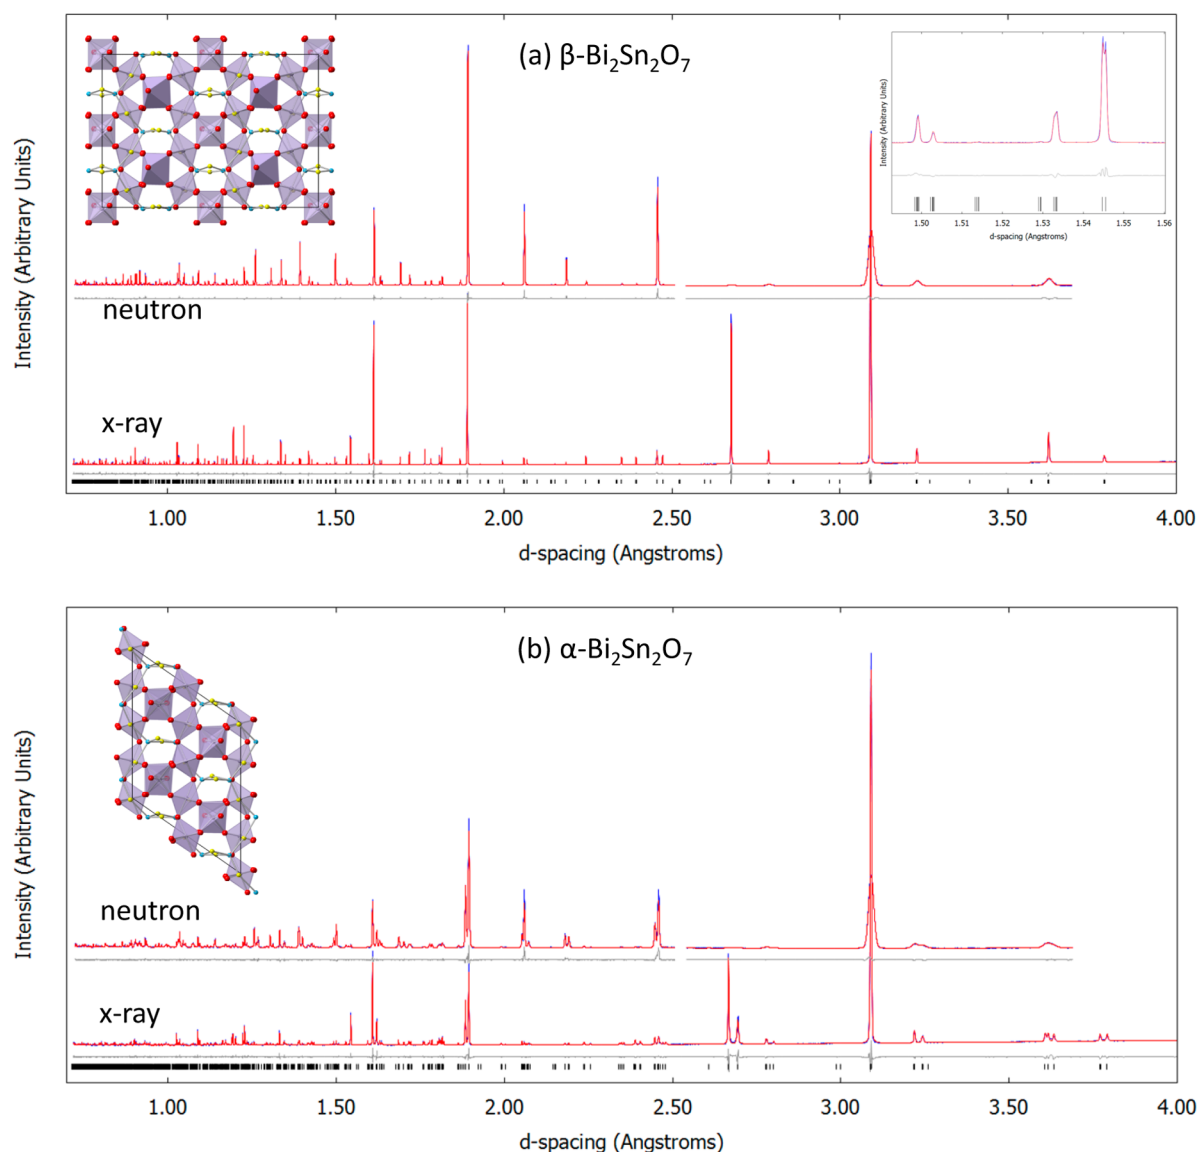 (a) β-Bi₂Sn₂O₇
Intensity (Arbitrary Units)
neutron
x-ray
Intensity (Arbitrary Units)
1.50 1.51 1.52 1.53 1.54 1.55 1.56
d-spacing (Angstroms)
1.00 1.50 2.00 2.50 3.00 3.50 4.00
d-spacing (Angstroms)
(b) α-Bi₂Sn₂O₇
Intensity (Arbitrary Units)
neutron
x-ray
1.00 1.50 2.00 2.50 3.00 3.50 4.00
d-spacing (Angstroms)